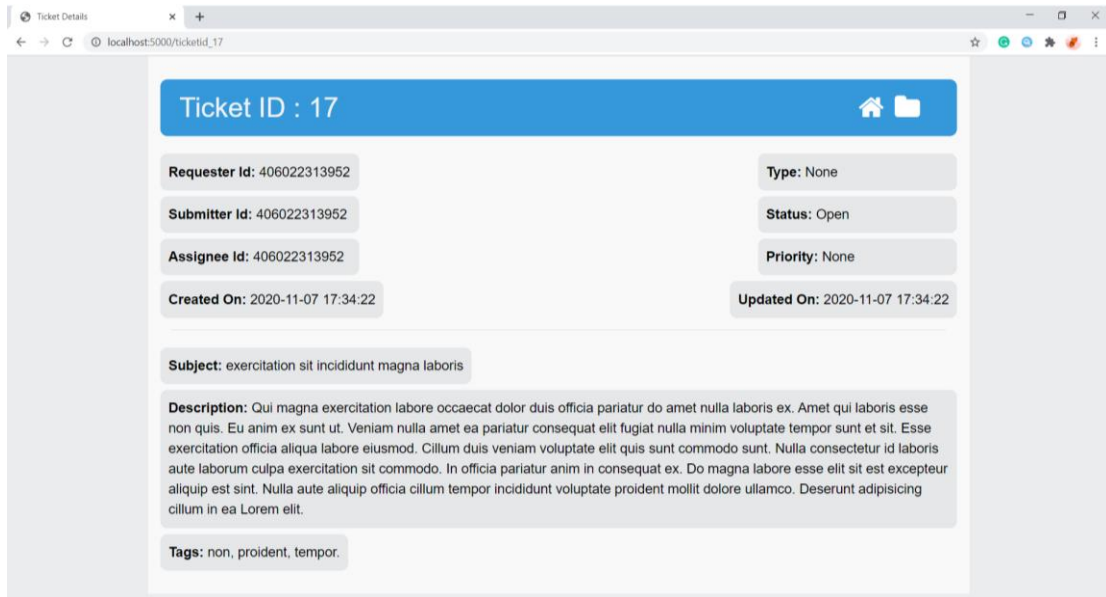 Ticket Details
localhost:5000/ticketid_17
Ticket ID : 17
Requester Id: 406022313952
Type: None
Submitter Id: 406022313952
Status: Open
Assignee Id: 406022313952
Priority: None
Created On: 2020-11-07 17:34:22
Updated On: 2020-11-07 17:34:22
Subject: exercitation sit incididunt magna laboris
Description: Qui magna exercitation labore occaecat dolor duis officia pariatur do amet nulla laboris ex. Amet qui laboris esse
non quis. Eu anim ex sunt ut. Veniam nulla amet ea pariatur consequat elit fugiat nulla minim voluptate tempor sunt et sit. Esse
exercitation officia aliqua labore eiusmod. Cillum duis veniam voluptate elit quis sunt commodo sunt. Nulla consectetur id laboris
aute laborum culpa exercitation sit commodo. In officia pariatur anim in consequat ex. Do magna labore esse elit sit est excepteur
aliquip est sint. Nulla aute aliquip officia cillum tempor incididunt voluptate proident mollit dolore ullamco. Deserunt adipisicing
cillum in ea Lorem elit.
Tags: non, proident, tempor.